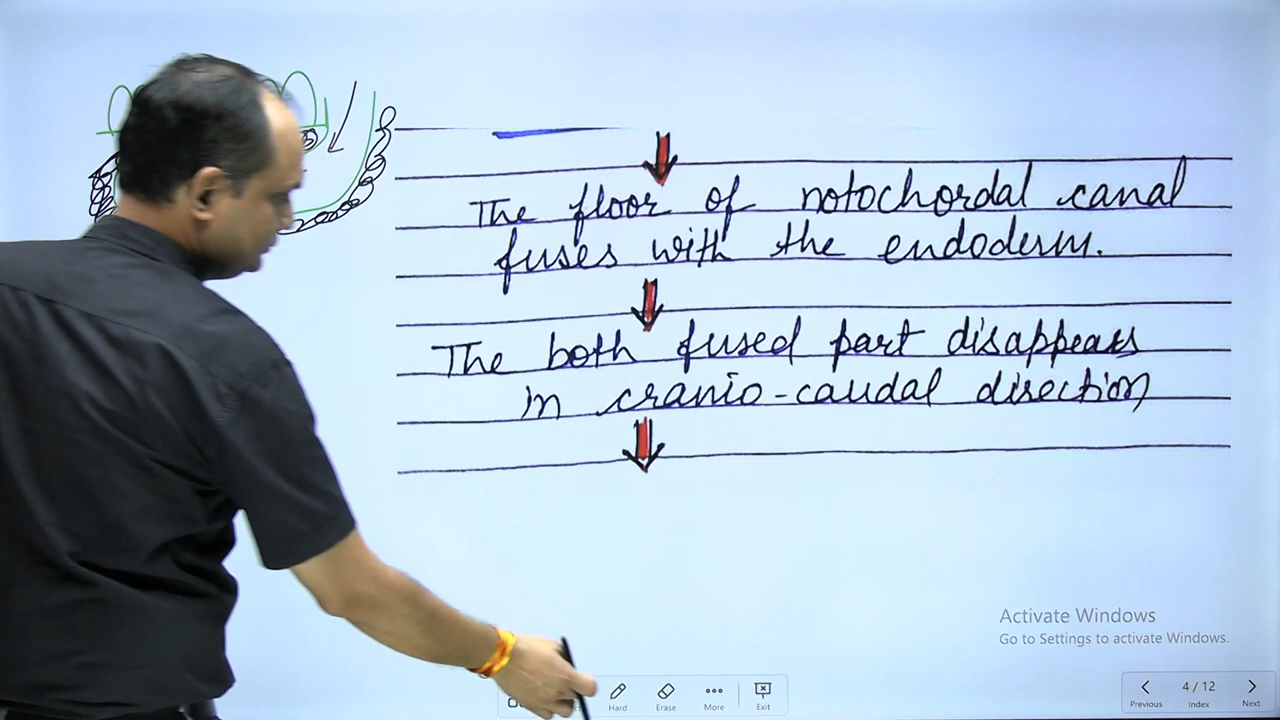 The floor of notochordal canal
fuses with the endoderm.
The both fused part disappears
in cranio-caudal direction
Activate Windows
Go to Settings to activate Windows.
Hard
Erase
More
Exit
Previous
4 / 12
Index
Next